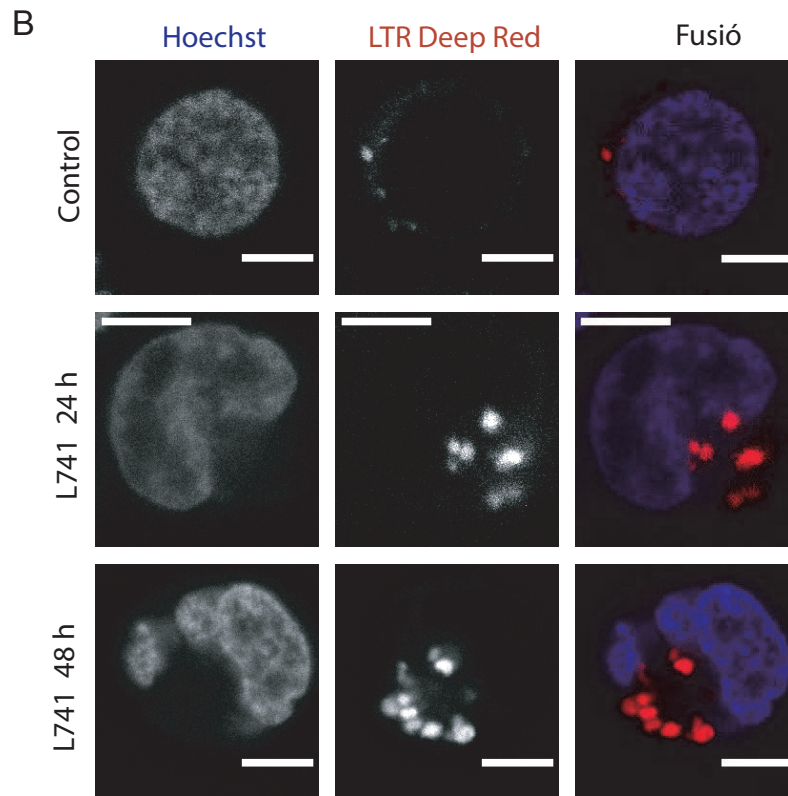 B
Hoechst LTR Deep Red Fusió
Control
L741 24 h
L741 48 h